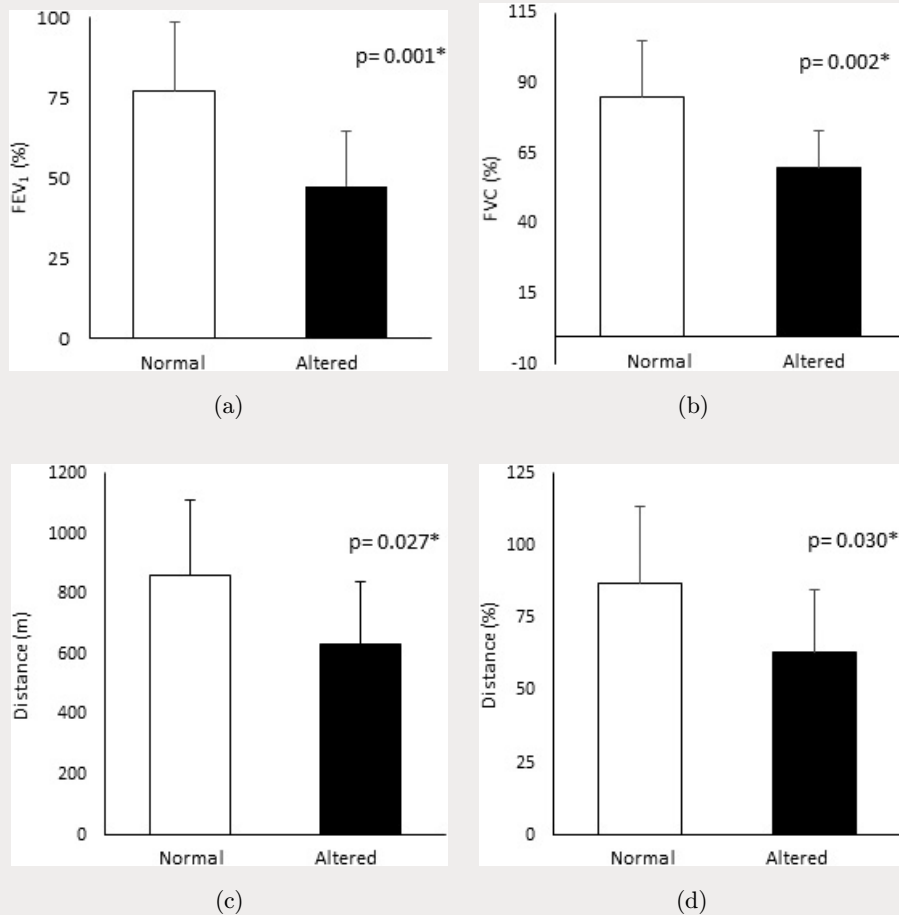 100
75
50
25
0
FEV₁ (%)
p= 0.001*
Normal Altered
(a)
115
90
65
40
15
-10
FVC (%)
p= 0.002*
Normal Altered
(b)
1200
1000
800
600
400
200
0
Distance (m)
p= 0.027*
Normal Altered
(c)
125
100
75
50
25
0
Distance (%)
p= 0.030*
Normal Altered
(d)